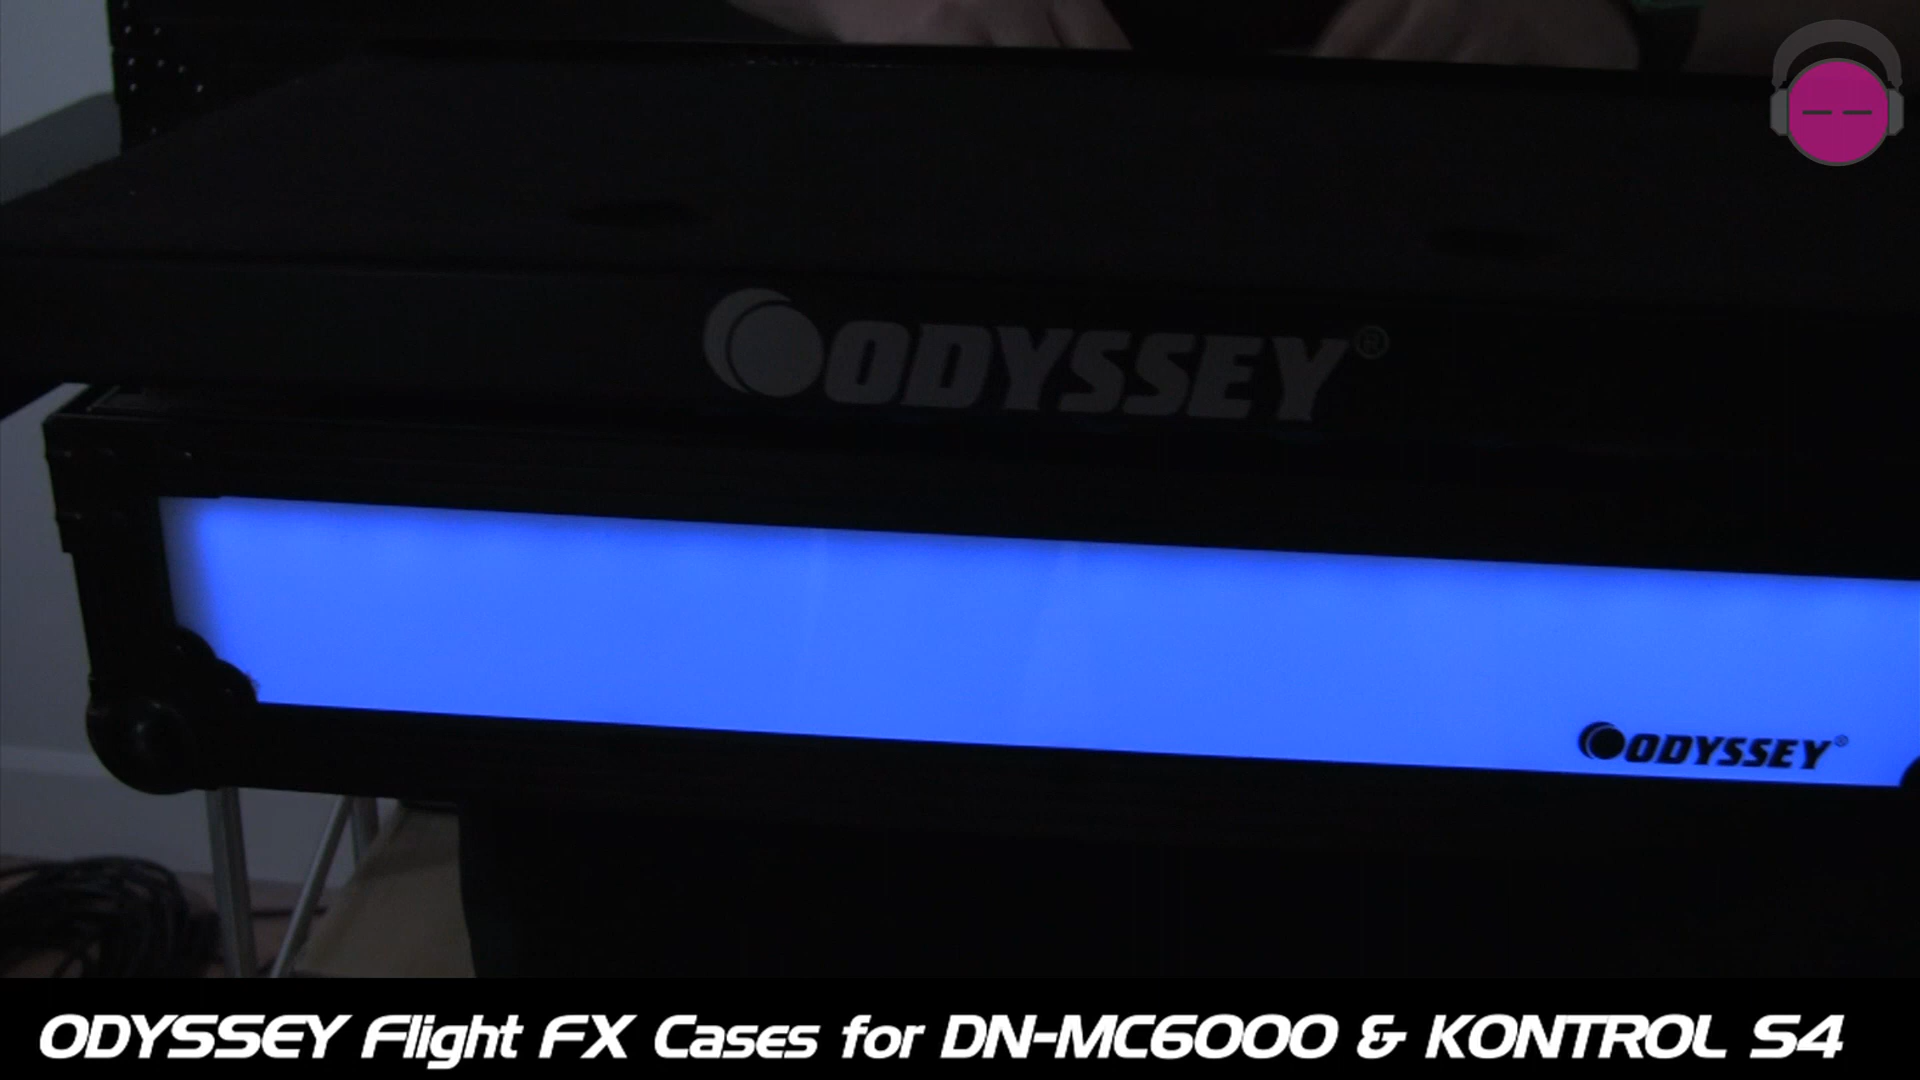 ODYSSEY®
ODYSSEY®
ODYSSEY Flight FX Cases for DN-MC6000 & KONTROL S4